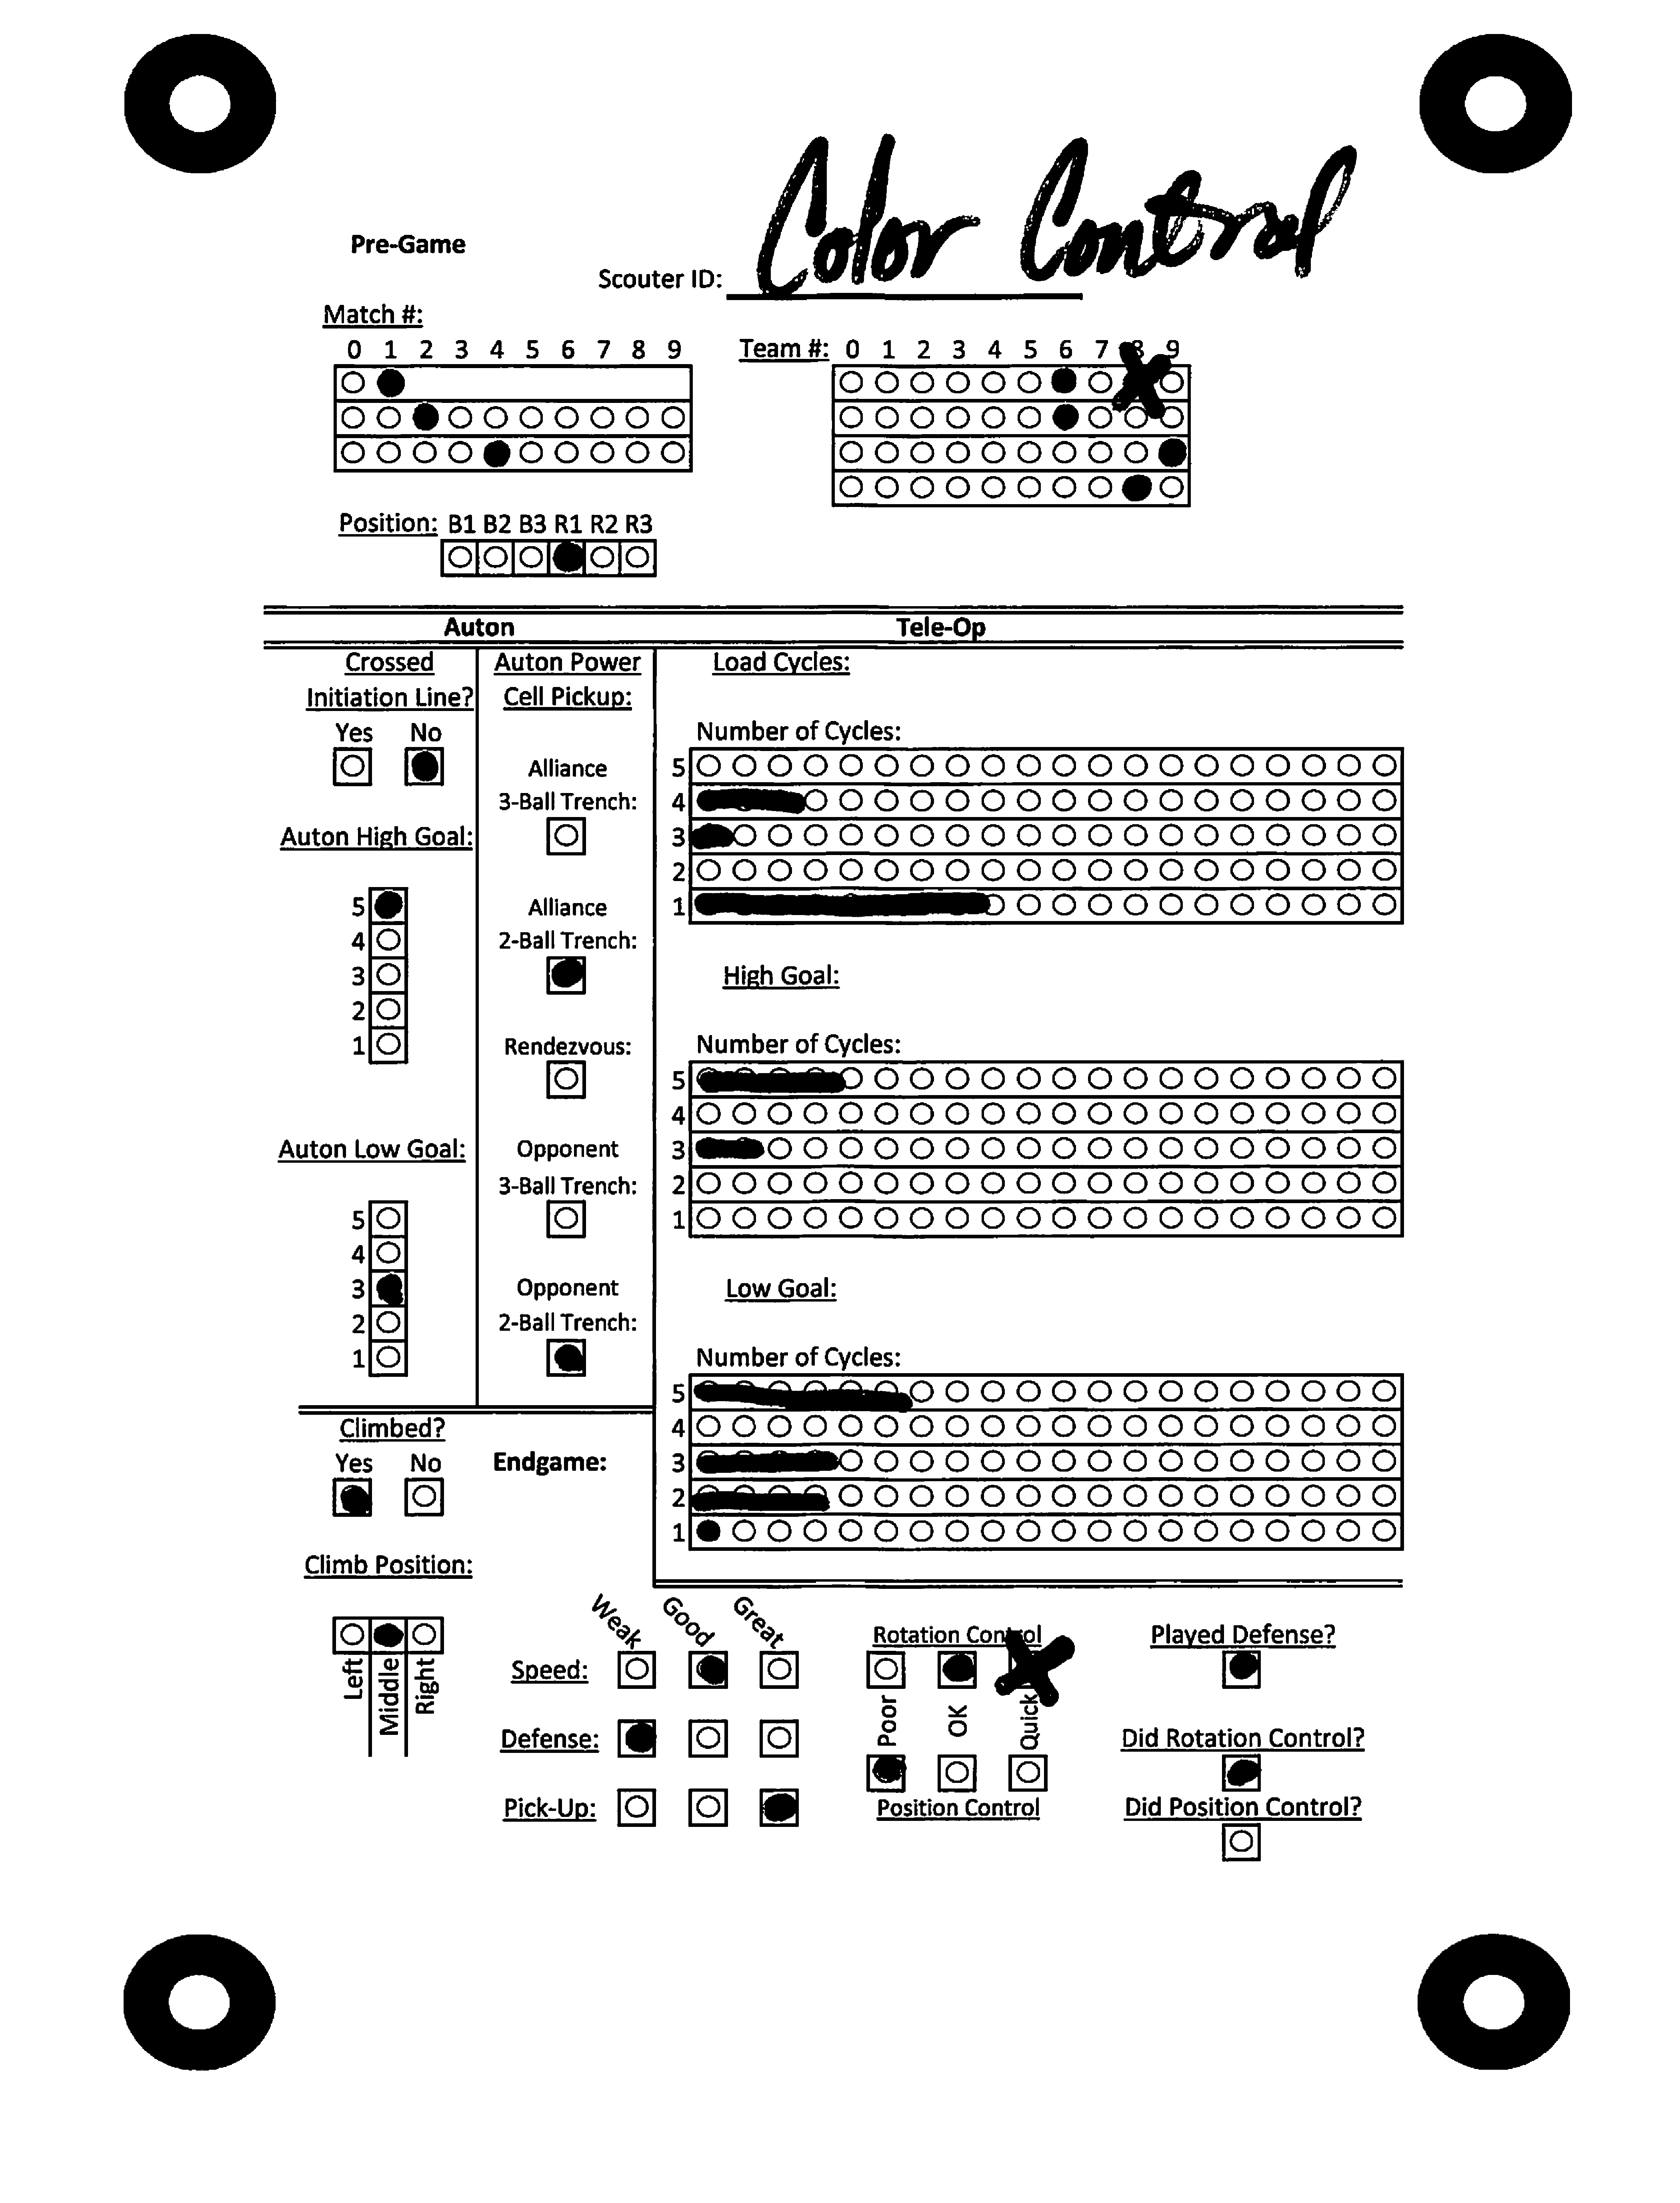 Color Control
Pre-Game
Scouter ID:
Match #:
0 1 2 3 4 5 6 7 8 9
Team #: 0 1 2 3 4 5 6 7 8 9
Position: B1 B2 B3 R1 R2 R3
Auton
Tele-Op
Crossed
Initiation Line?
Yes No
Auton High Goal:
5
4
3
2
1
Auton Low Goal:
5
4
3
2
1
Auton Power
Cell Pickup:
Alliance
3-Ball Trench:
Alliance
2-Ball Trench:
Rendezvous:
Opponent
3-Ball Trench:
Opponent
2-Ball Trench:
Load Cycles:
Number of Cycles:
5
4
3
2
1
High Goal:
Number of Cycles:
5
4
3
2
1
Low Goal:
Number of Cycles:
5
4
3
2
1
Climbed?
Yes No
Endgame:
Climb Position:
Left
Middle
Right
Weak Good Great
Speed:
Defense:
Pick-Up:
Rotation Control
Poor OK Quick
Position Control
Played Defense?
Did Rotation Control?
Did Position Control?